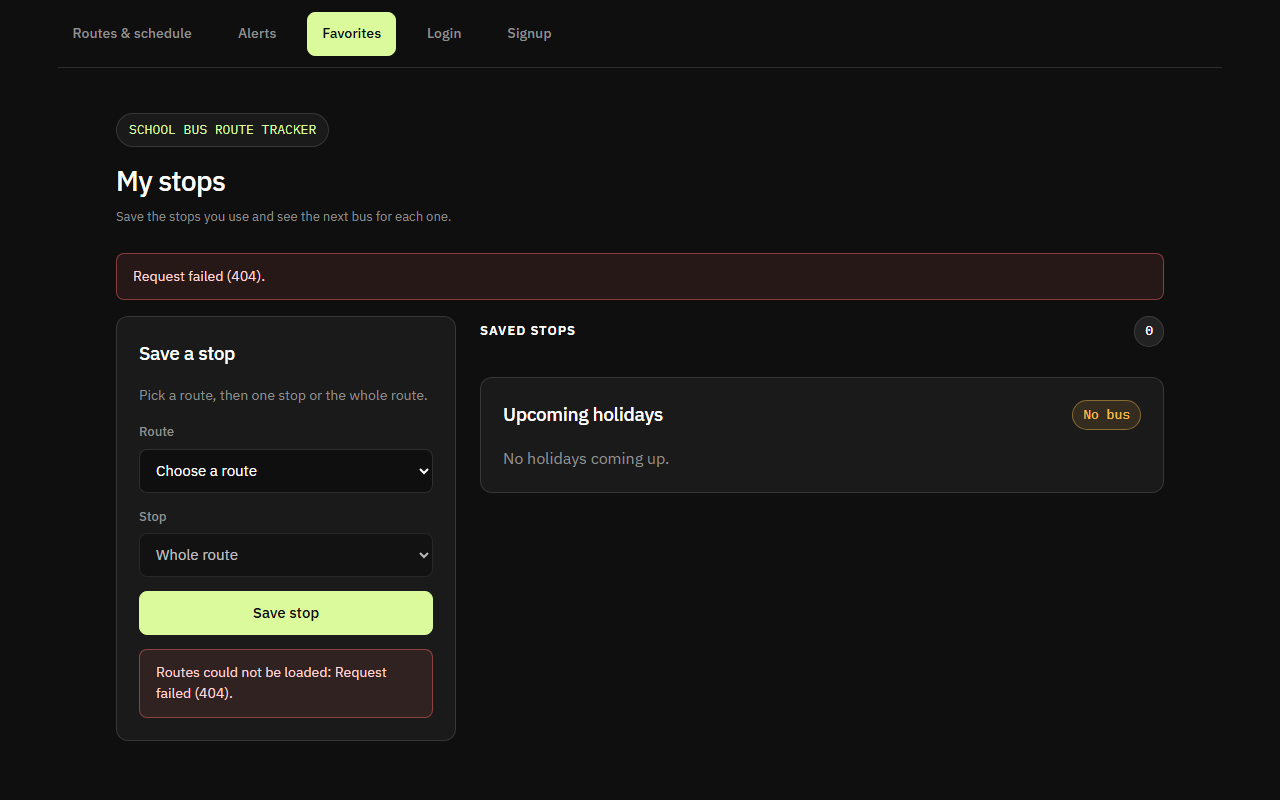 Routes & schedule
Alerts
Favorites
Login
Signup
SCHOOL BUS ROUTE TRACKER
My stops
Save the stops you use and see the next bus for each one.
Request failed (404).
Save a stop
Pick a route, then one stop or the whole route.
Route
Choose a route
Stop
Whole route
Save stop
Routes could not be loaded: Request
failed (404).
SAVED STOPS
0
Upcoming holidays
No bus
No holidays coming up.